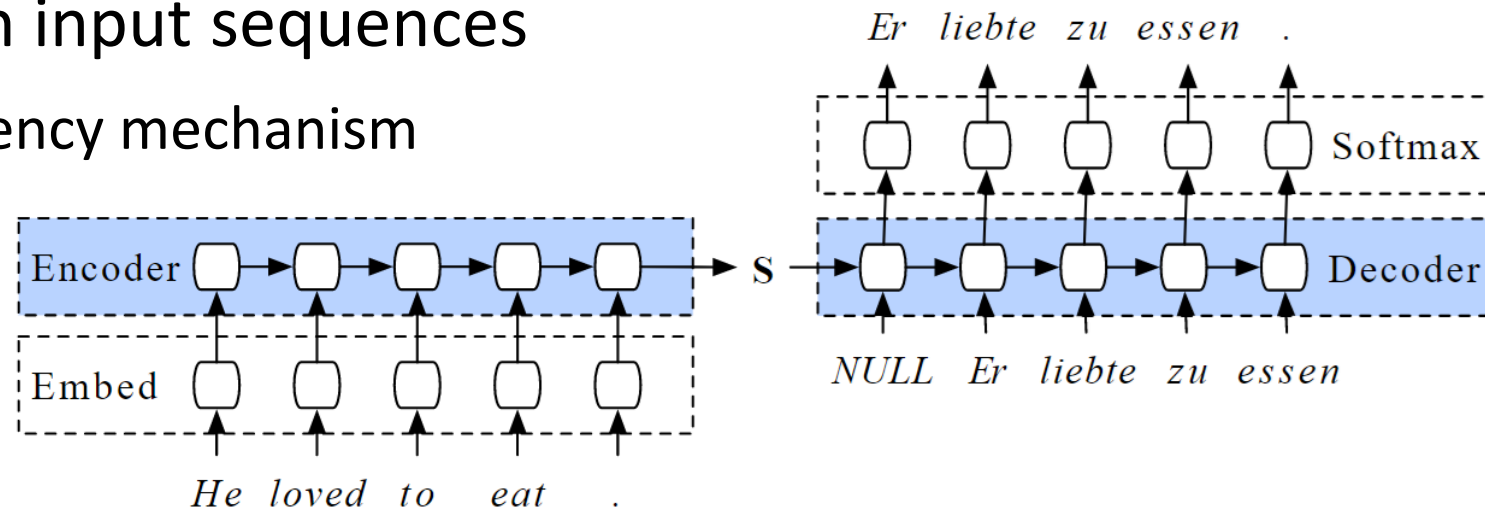 n input sequences
ency mechanism
Er liebte zu essen .
Softmax
Encoder
S
Decoder
Embed
NULL Er liebte zu essen
He loved to eat .